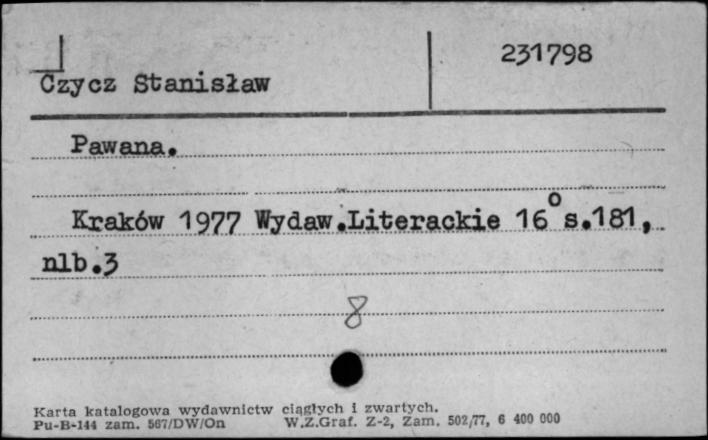 231798
Czycz Stanisław
Pawana.
Kraków 1977 Wydaw.Literackie 16° s.181,
nlb.3
8
Karta katalogowa wydawnictw ciągłych i zwartych.
Pu-B-144 zam. 567/DW/On W.Z.Graf. Z-2, Zam. 502/77, 6 400 000